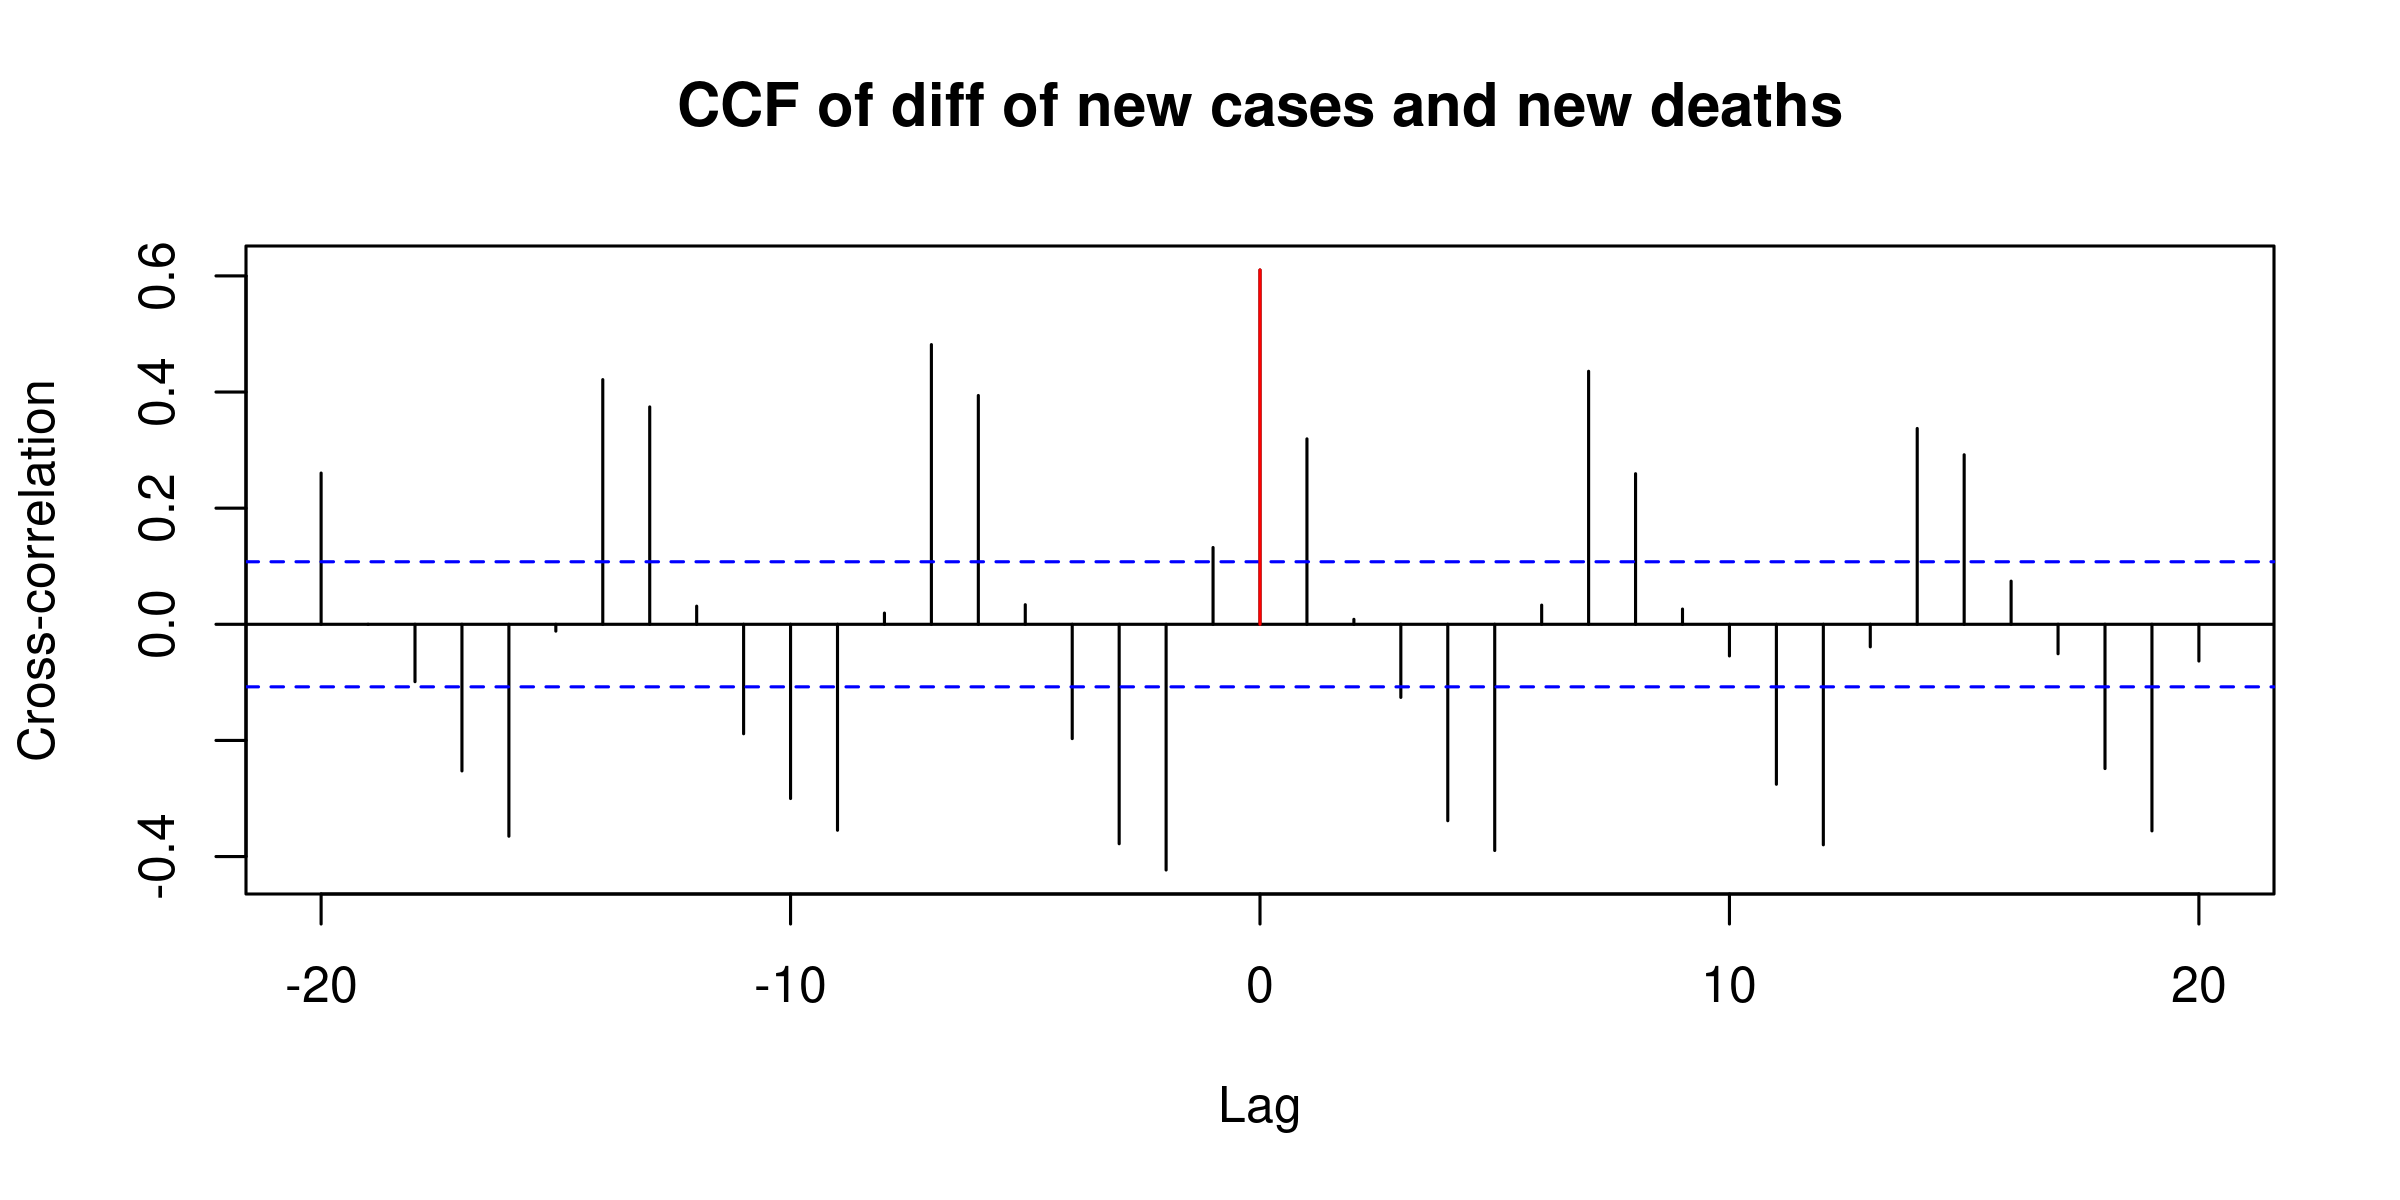 CCF of diff of new cases and new deaths
Cross-correlation
0.6
0.4
0.2
0.0
-0.4
-20 -10 0 10 20
Lag